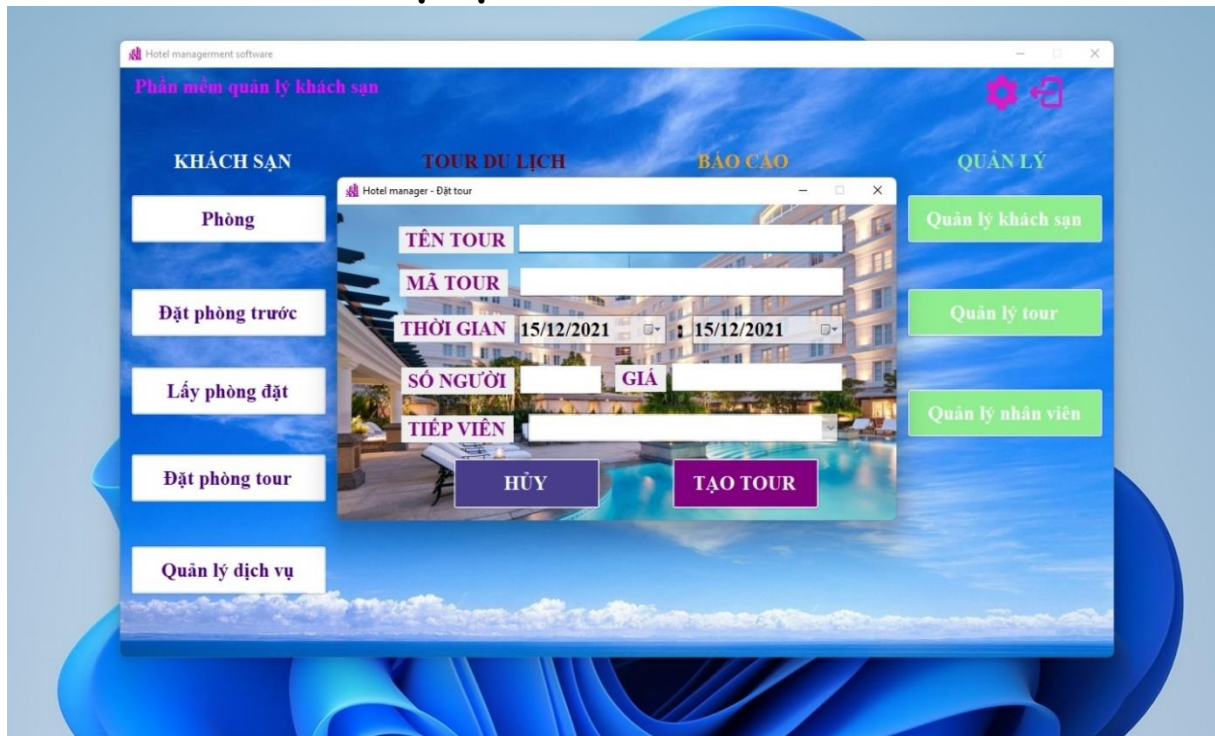 Hotel managerment software
Phần mềm quản lý khách sạn
KHÁCH SẠN
TOUR DU LỊCH
BÁO CÁO
QUẢN LÝ
Phòng
Đặt phòng trước
Lấy phòng đặt
Đặt phòng tour
Quản lý dịch vụ
Hotel manager - Đặt tour
TÊN TOUR
MÃ TOUR
THỜI GIAN 15/12/2021 : 15/12/2021
SỐ NGƯỜI GIÁ
TIẾP VIÊN
HỦY TẠO TOUR
Quản lý khách sạn
Quản lý tour
Quản lý nhân viên